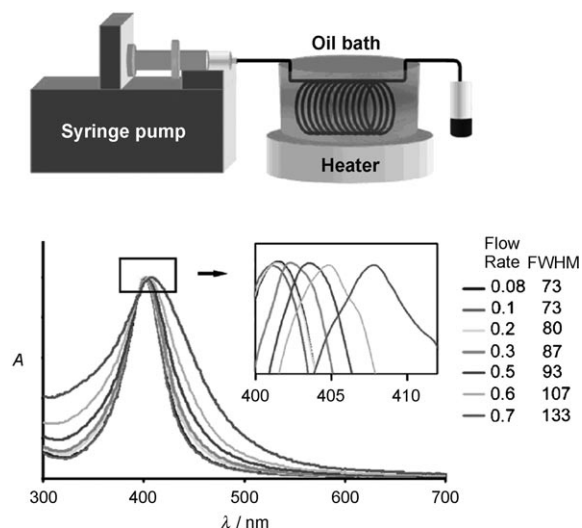 Oil bath
Syringe pump
Heater
Flow
Rate FWHM
0.08 73
0.1 73
0.2 80
0.3 87
0.5 93
0.6 107
0.7 133
A
400 405 410
300 400 500 600 700
λ / nm